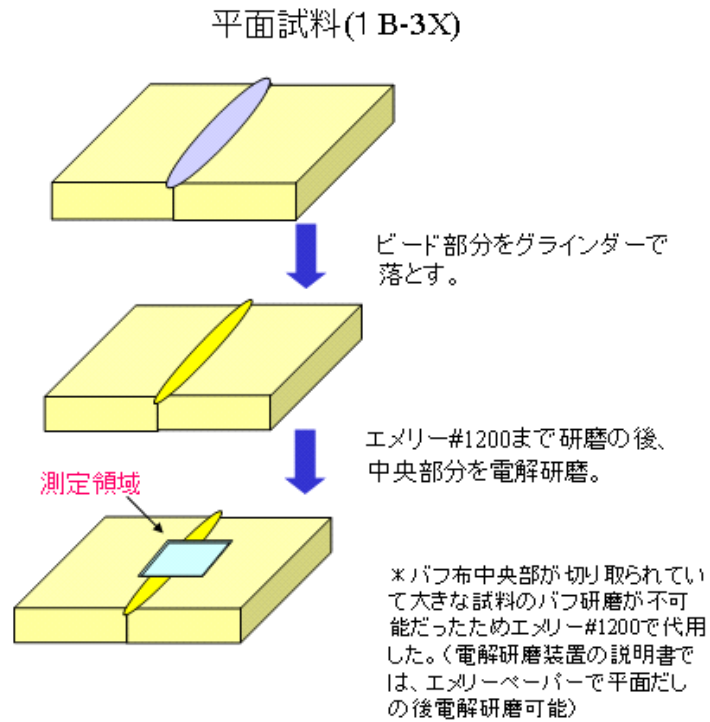 平面試料(1 B-3X)
ビード部分をグラインダーで
落とす。
エメリー#1200まで研磨の後、
中央部分を電解研磨。
測定領域
*バフ布中央部が切り取られてい
て大きな試料のバフ研磨が不可
能だったためエメリー#1200で代用
した。(電解研磨装置の説明書で
は、エメリーペーパーで平面だし
の後電解研磨可能)